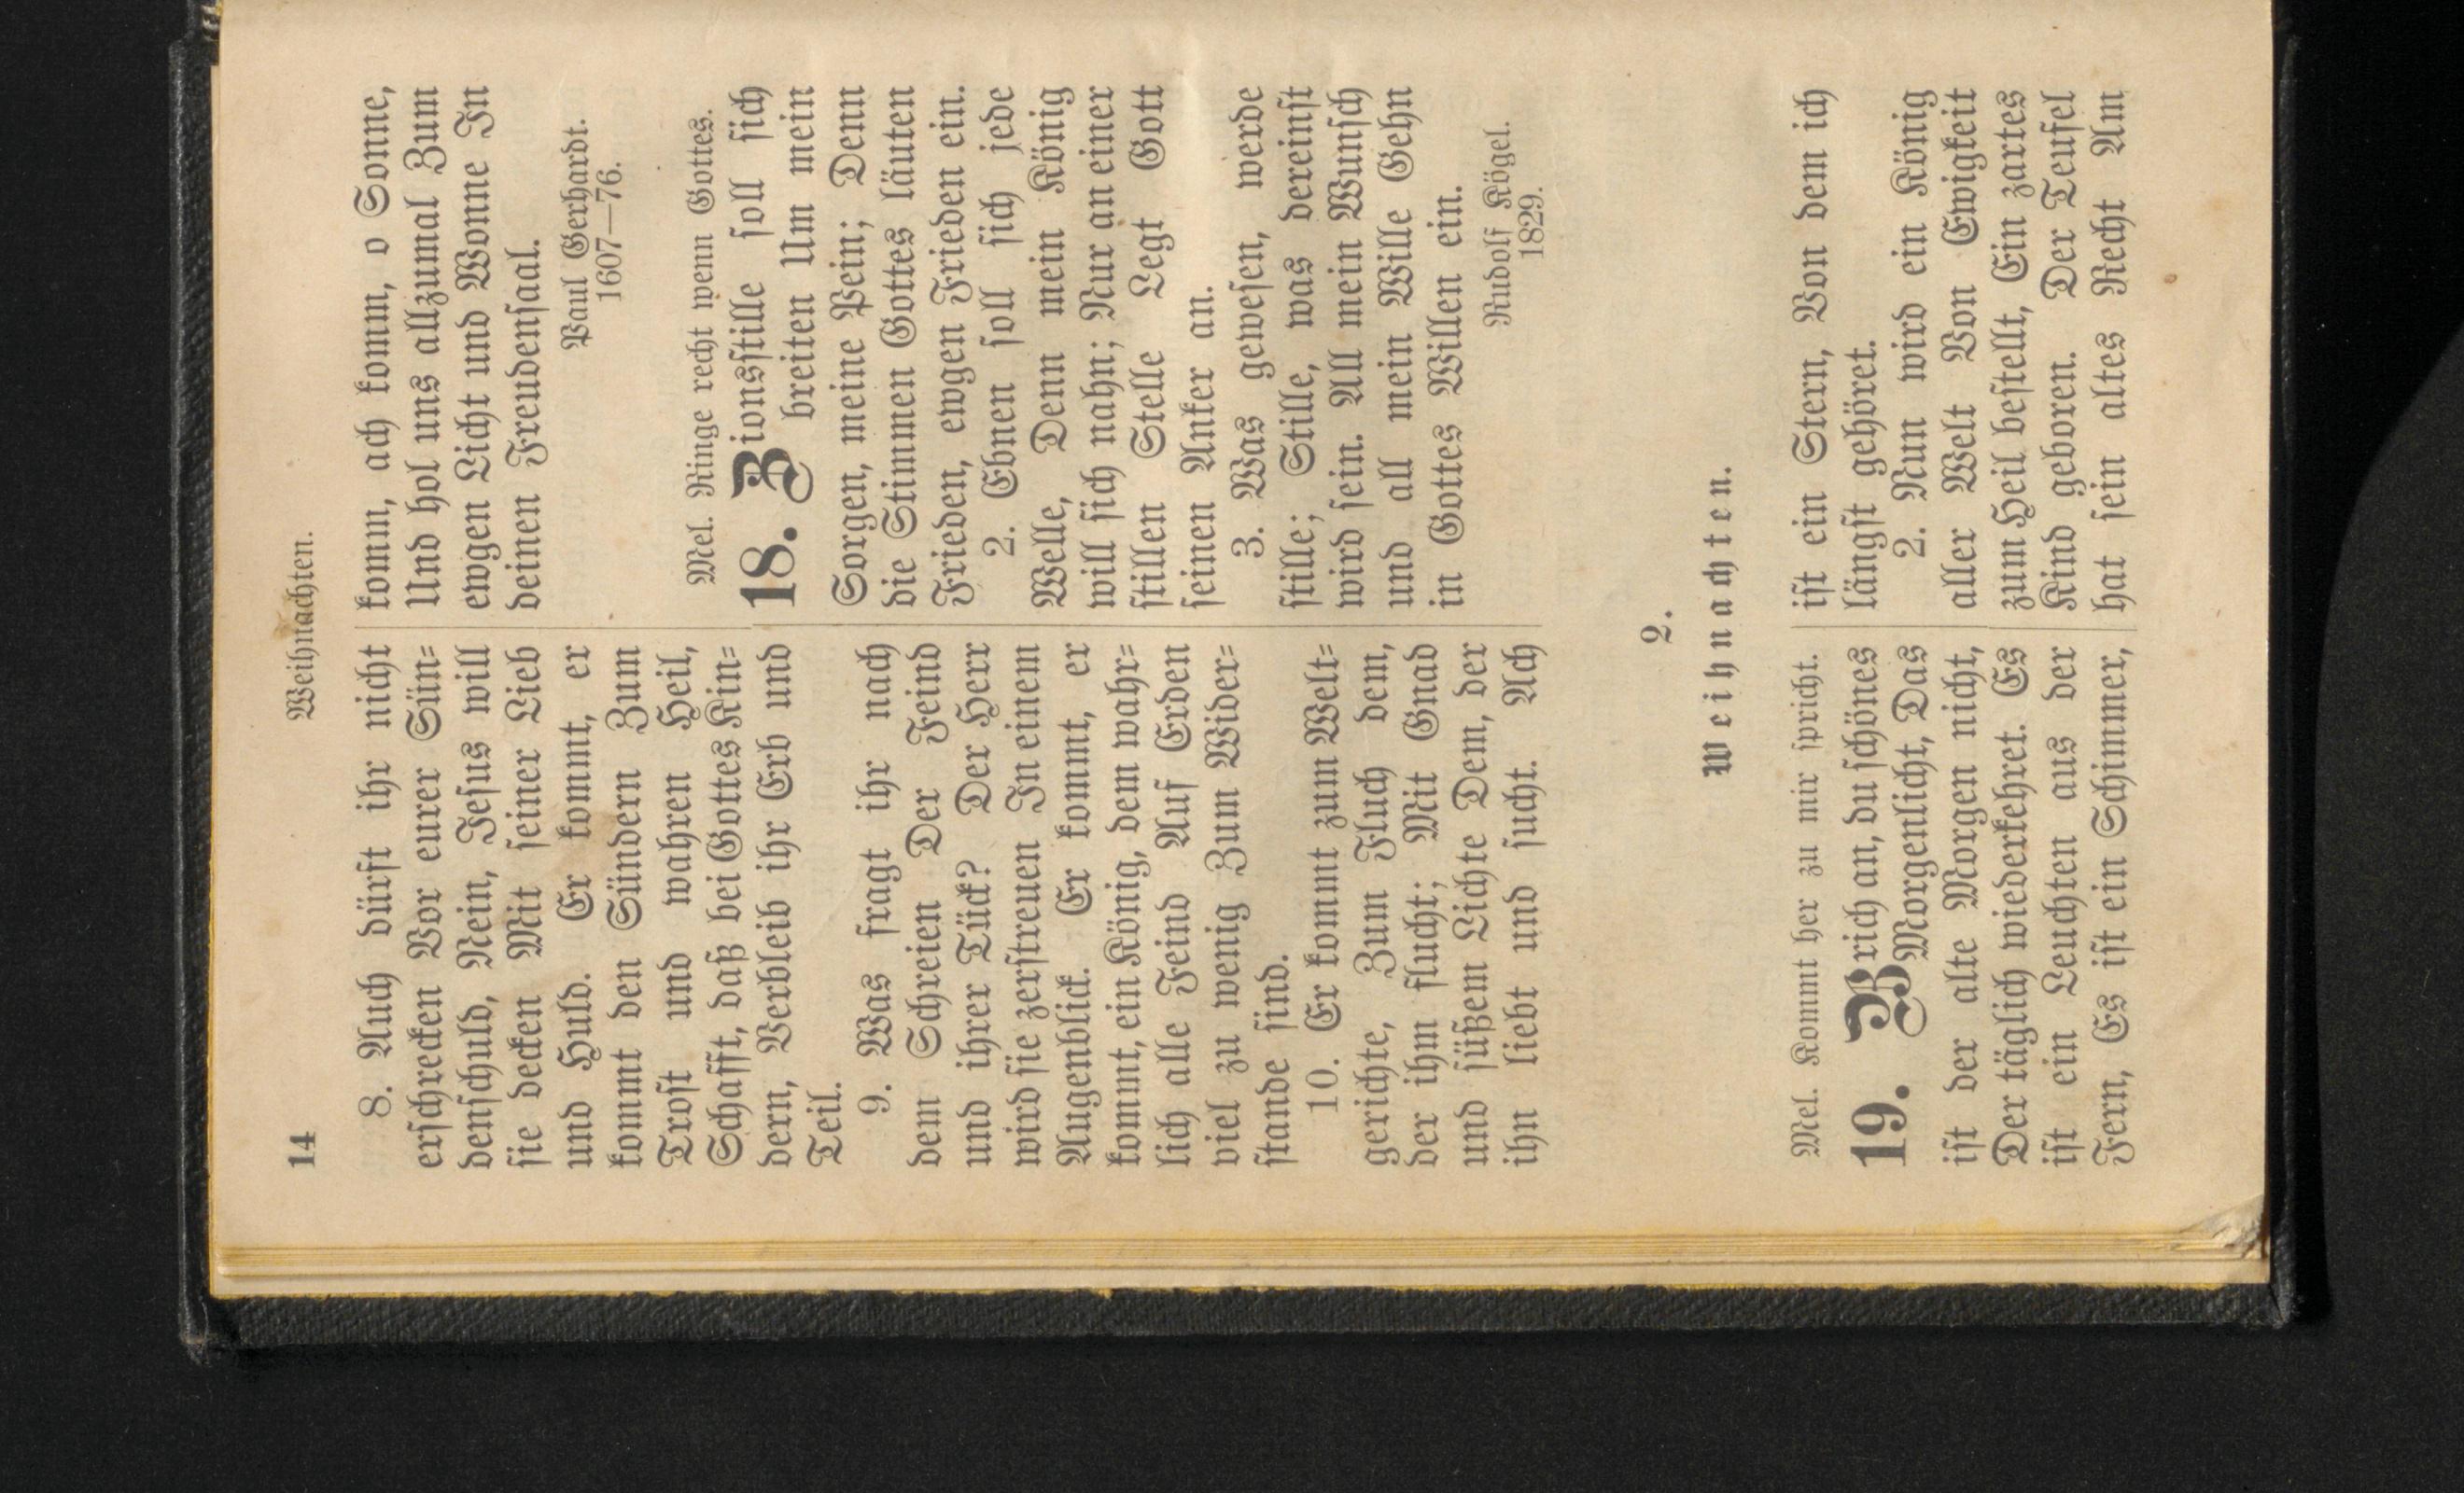 14
Weihnachten.
8. Auch dürft ihr nicht
erſchrecken Vor eurer Sün-
denſchuld, Nein, Jeſus will
ſie decken Mit ſeiner Lieb
und Huld. Er kommt, er
kommt den Sündern Zum
Troſt und wahren Heil,
Schafft, daß bei Gottes Kin-
dern, Verbleib ihr Erb und
Teil.
9. Was fragt ihr nach
dem Schreien Der Feind
und ihrer Tück? Der Herr
wird ſie zerſtreuen In einem
Augenblick. Er kommt, er
kommt, ein König, dem wahr-
lich alle Feind Auf Erden
viel zu wenig Zum Wider-
ſtande ſind.
10. Er kommt zum Welt-
gerichte, Zum Fluch dem,
der ihm flucht; Mit Gnad
und ſüßem Lichte Dem, der
ihn liebt und ſucht. Ach
komm, ach komm, o Sonne,
Und hol uns allzumal Zum
ewgen Licht und Wonne In
deinen Freudenſaal.
Paul Gerhardt.
1607—76.
Mel. Ringe recht wenn Gottes.
18. Zionsſtille ſoll ſich
breiten Um mein
Sorgen, meine Pein; Denn
die Stimmen Gottes läuten
Frieden, ewgen Frieden ein.
2. Ebnen ſoll ſich jede
Welle, Denn mein König
will ſich nahn; Nur an einer
ſtillen Stelle Legt Gott
ſeinen Anker an.
3. Was geweſen, werde
ſtille; Stille, was dereinſt
wird ſein. All mein Wunſch
und all mein Wille Gehn
in Gottes Willen ein.
Rudolf Kögel.
1829.
2.
Weihnachten.
Mel. Kommt her zu mir ſpricht.
19. Brich an, du ſchönes
Morgenlicht, Das
iſt der alte Morgen nicht,
Der täglich wiederkehret. Es
iſt ein Leuchten aus der
Fern, Es iſt ein Schimmer,
iſt ein Stern, Von dem ich
längſt gehöret.
2. Nun wird ein König
aller Welt Von Ewigkeit
zum Heil beſtellt, Ein zartes
Kind geboren. Der Teufel
hat ſein altes Recht Am